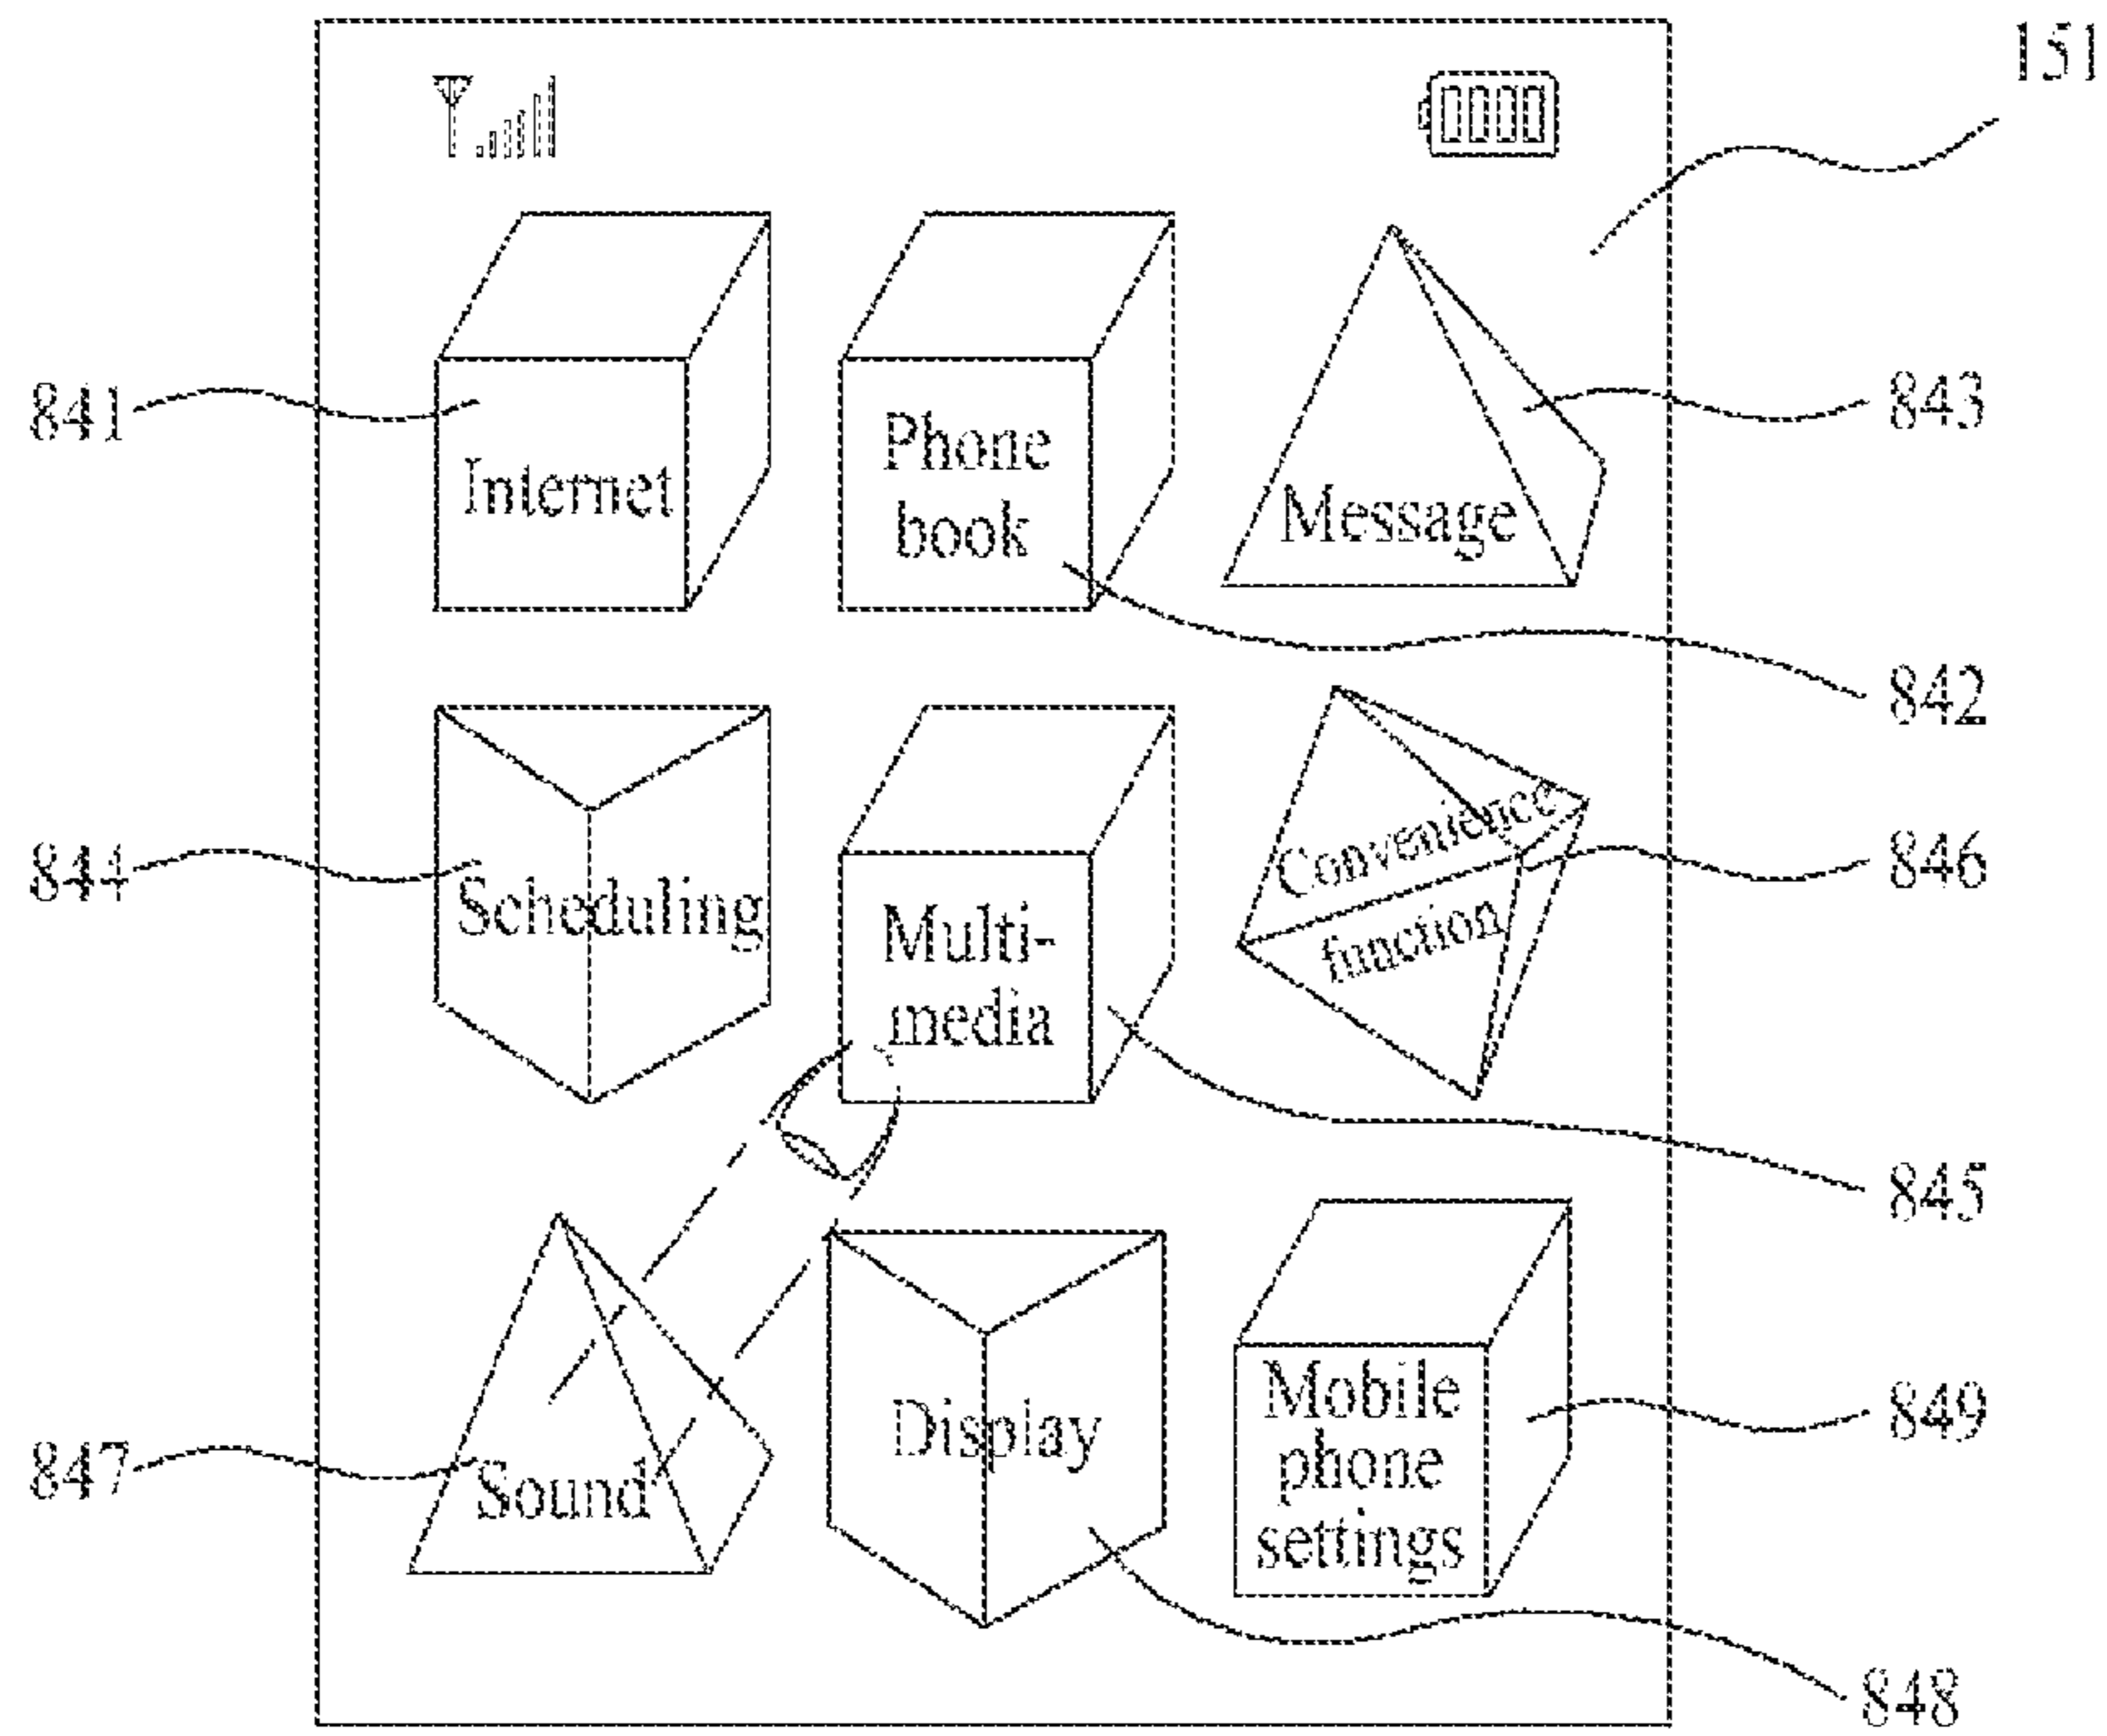 151
841
Internet
Phone
book
Message
843
842
844
Scheduling
Multi-
media
Convenience
function
846
845
847
Sound
Display
Mobile
phone
settings
849
848